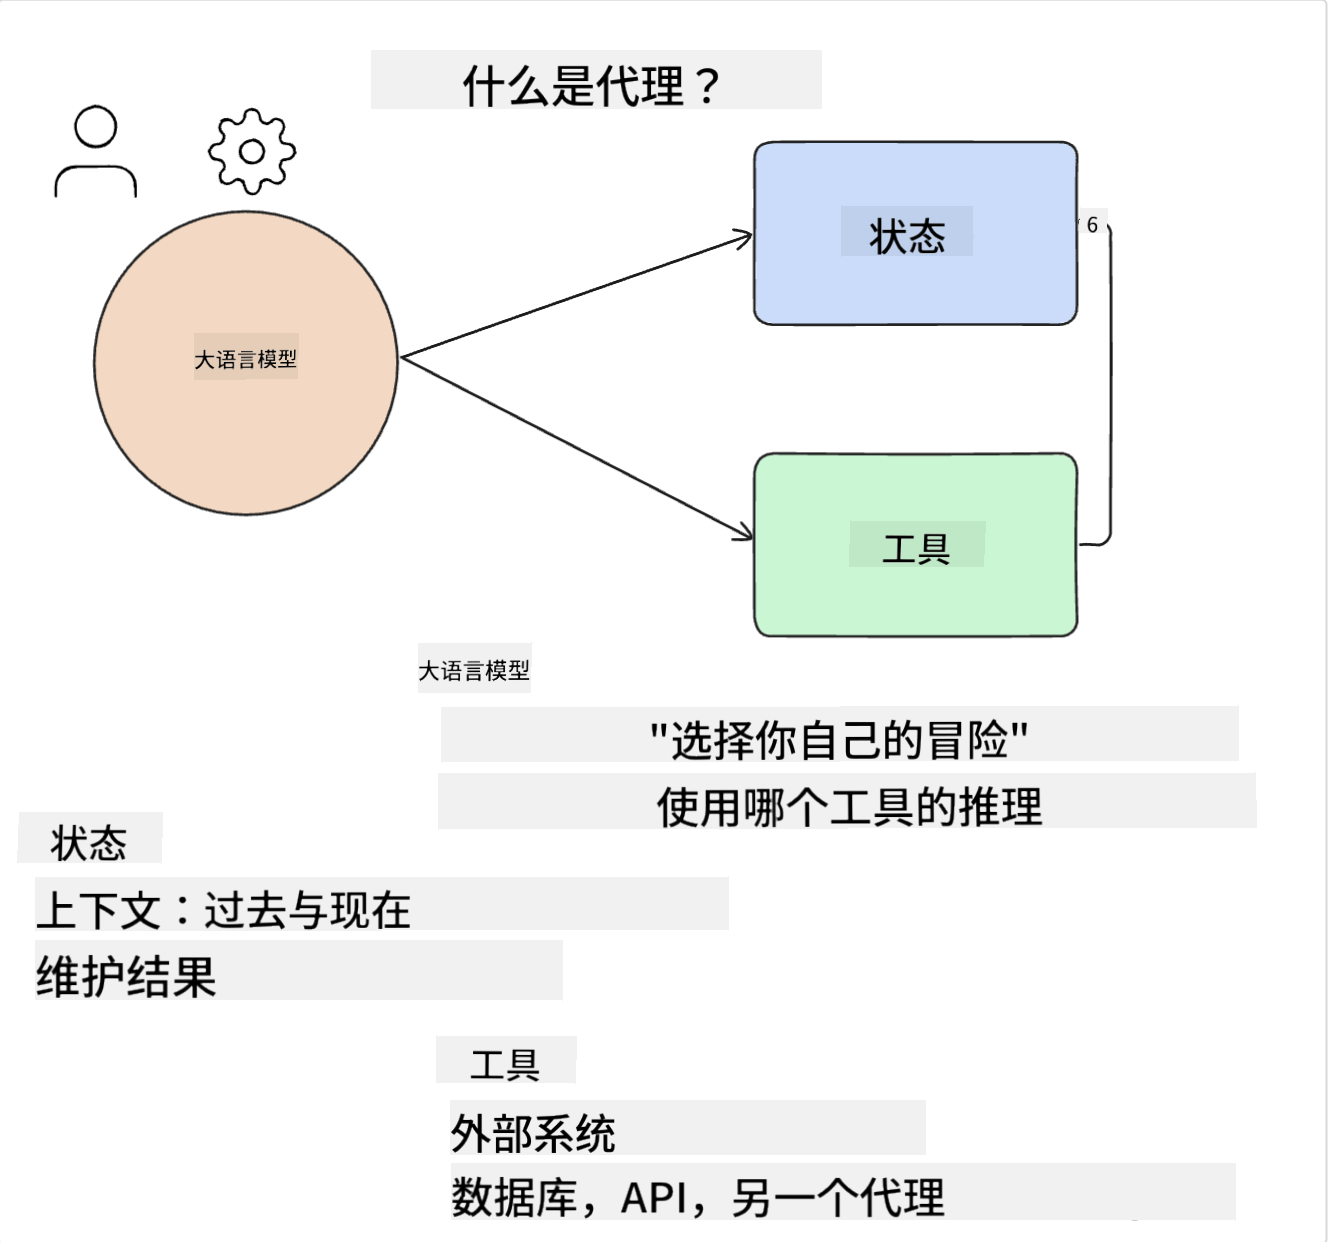 什么是代理？
状态
6
大语言模型
工具
大语言模型
"选择你自己的冒险"
使用哪个工具的推理
状态
上下文：过去与现在
维护结果
工具
外部系统
数据库，API，另一个代理